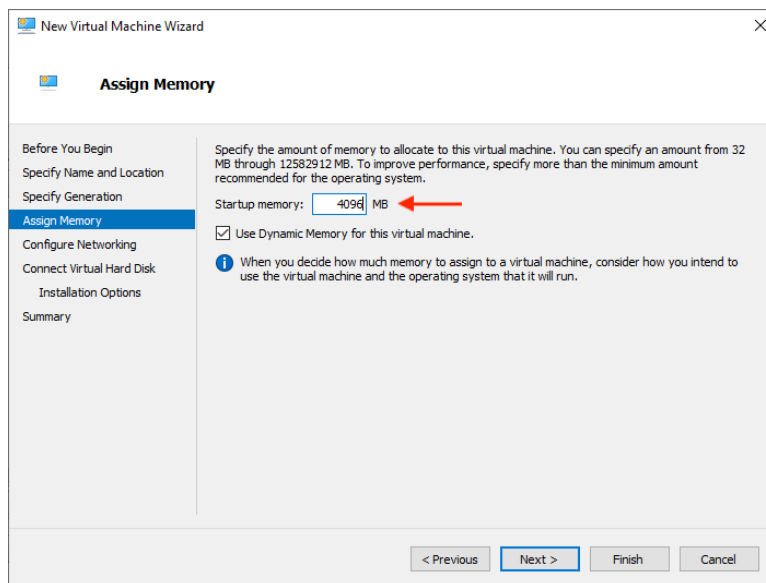 New Virtual Machine Wizard
Assign Memory
Before You Begin
Specify Name and Location
Specify Generation
Assign Memory
Configure Networking
Connect Virtual Hard Disk
Installation Options
Summary
Specify the amount of memory to allocate to this virtual machine. You can specify an amount from 32
MB through 12582912 MB. To improve performance, specify more than the minimum amount
recommended for the operating system.
Startup memory: 4096 MB
Use Dynamic Memory for this virtual machine.
When you decide how much memory to assign to a virtual machine, consider how you intend to
use the virtual machine and the operating system that it will run.
< Previous Next > Finish Cancel